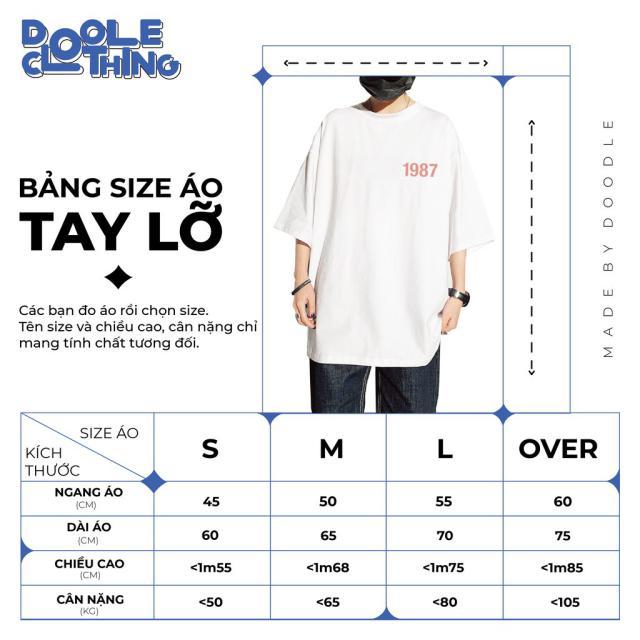 DOOLE
CLOTHING
BẢNG SIZE ÁO
TAY LỠ
Các bạn đo áo rồi chọn size.
Tên size và chiều cao, cân nặng chỉ
mang tính chất tương đối.
1987
MADE BY DOODLE
SIZE ÁO
KÍCH
THƯỚC
S M L OVER
NGANG ÁO
(CM)
45 50 55 60
DÀI ÁO
(CM)
60 65 70 75
CHIỀU CAO
(CM)
<1m55 <1m68 <1m75 <1m85
CÂN NẶNG
(KG)
<50 <65 <80 <105